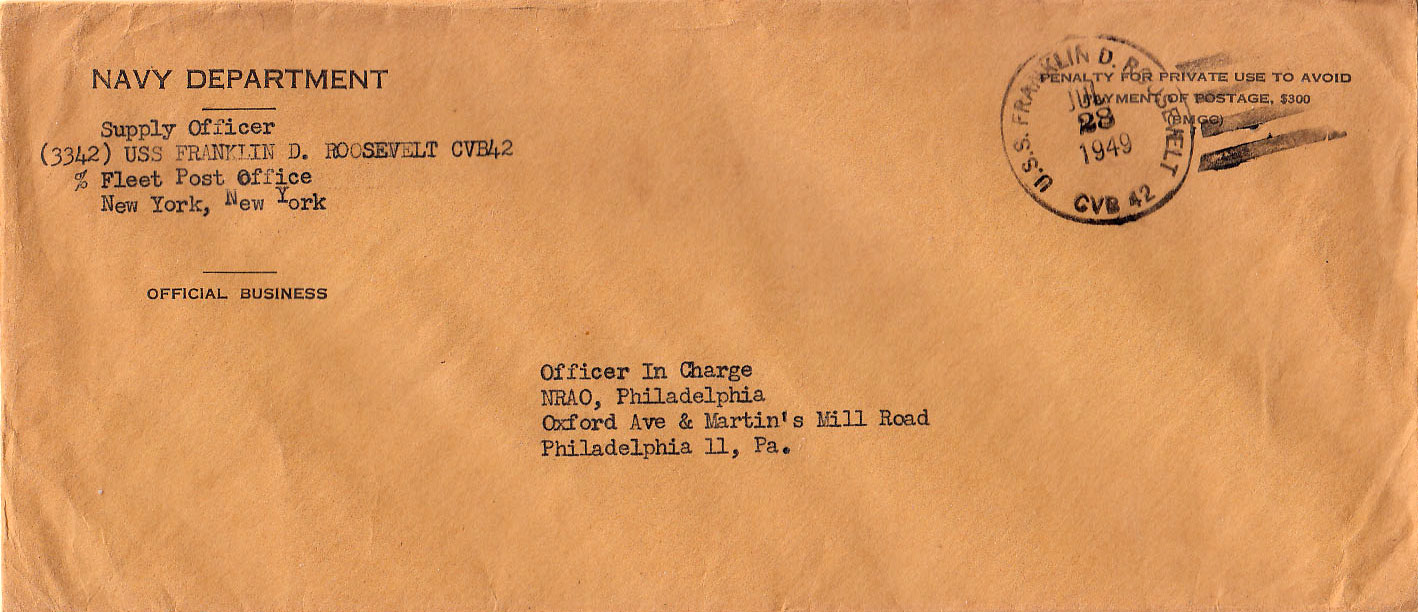 NAVY DEPARTMENT
Supply Officer
(3342) USS FRANKLIN D. ROOSEVELT CVB42
% Fleet Post Office
New York, New York
OFFICIAL BUSINESS
U.S.S. FRANKLIN D. ROOSEVELT
JUL
28
1949
CVB 42
PENALTY FOR PRIVATE USE TO AVOID
PAYMENT OF POSTAGE, $300
Officer In Charge
NRAO, Philadelphia
Oxford Ave & Martin's Mill Road
Philadelphia 11, Pa.